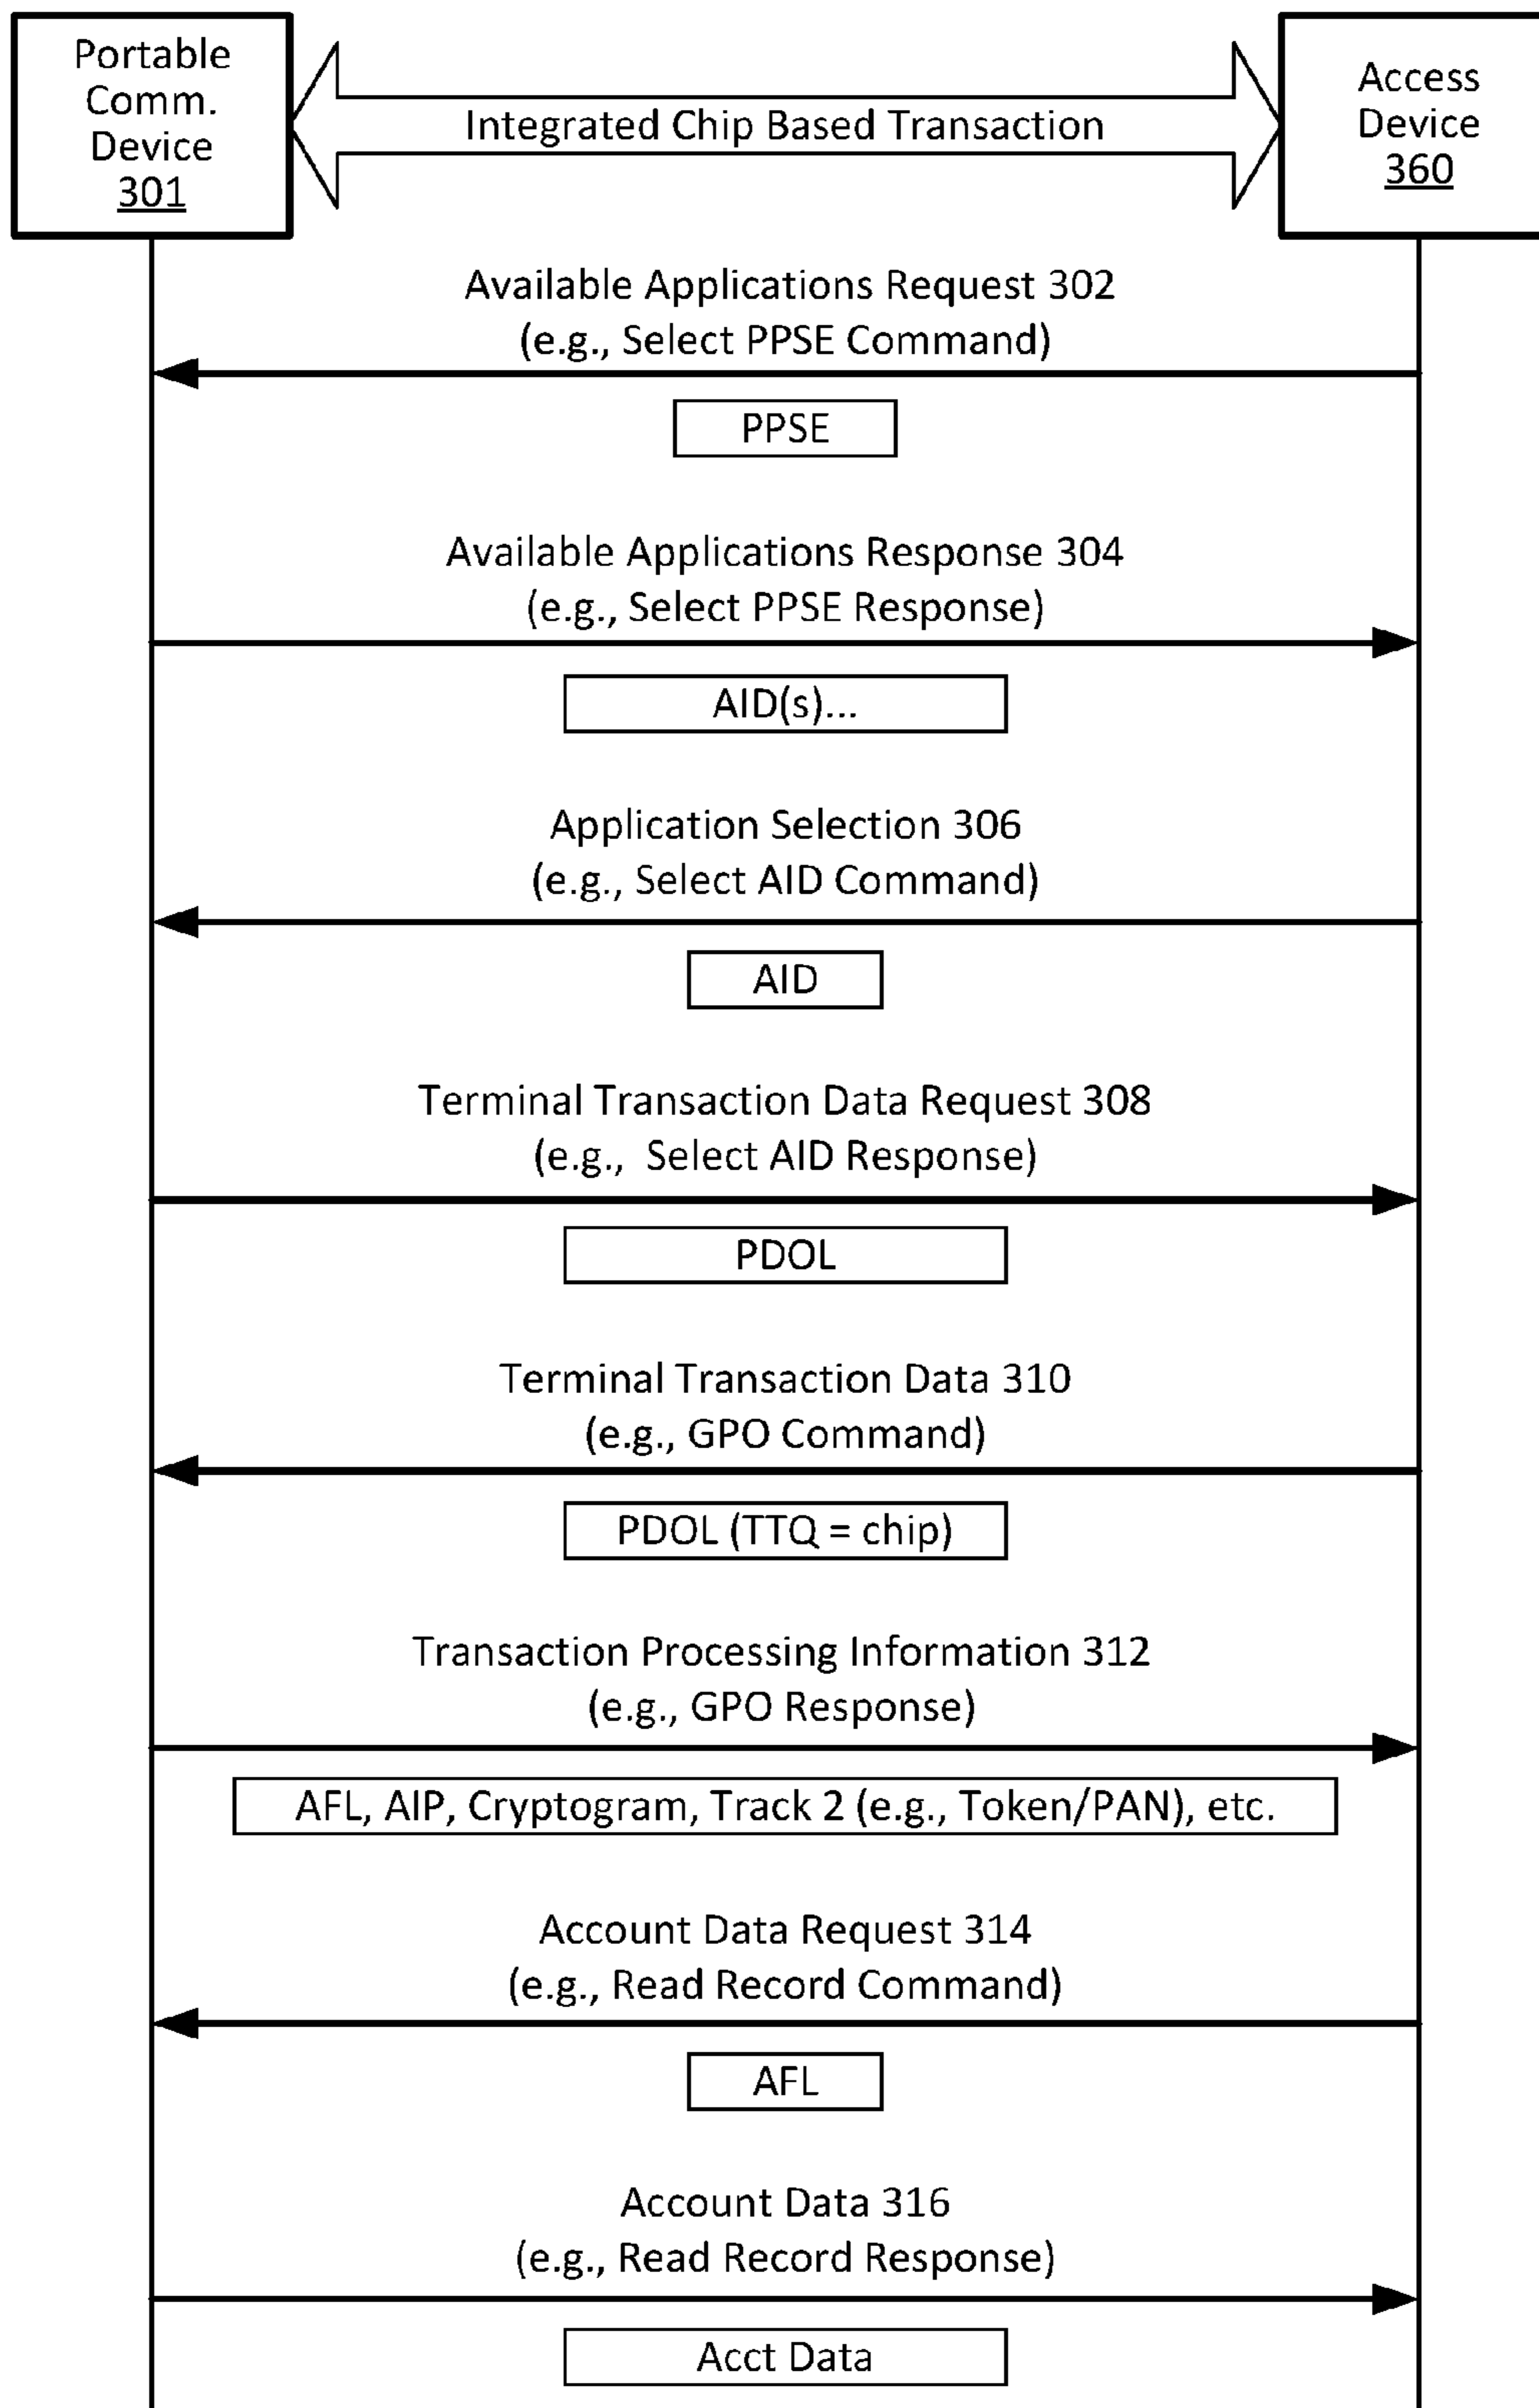 Portable
Comm.
Device
301
Integrated Chip Based Transaction
Access
Device
360
Available Applications Request 302
(e.g., Select PPSE Command)
PPSE
Available Applications Response 304
(e.g., Select PPSE Response)
AID(s)...
Application Selection 306
(e.g., Select AID Command)
AID
Terminal Transaction Data Request 308
(e.g., Select AID Response)
PDOL
Terminal Transaction Data 310
(e.g., GPO Command)
PDOL (TTQ = chip)
Transaction Processing Information 312
(e.g., GPO Response)
AFL, AIP, Cryptogram, Track 2 (e.g., Token/PAN), etc.
Account Data Request 314
(e.g., Read Record Command)
AFL
Account Data 316
(e.g., Read Record Response)
Acct Data